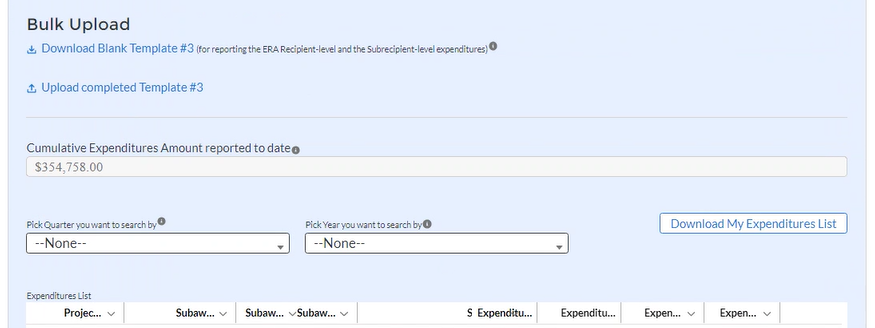 Bulk Upload
Download Blank Template #3 (for reporting the ERA Recipient-level and the Subrecipient-level expenditures)
Upload completed Template #3
Cumulative Expenditures Amount reported to date
$354,758.00
Pick Quarter you want to search by
Pick Year you want to search by
--None--
--None--
Download My Expenditures List
Expenditures List
Projec... Subaw... Subaw... Subaw... S Expenditu... Expenditu... Expen... Expen...